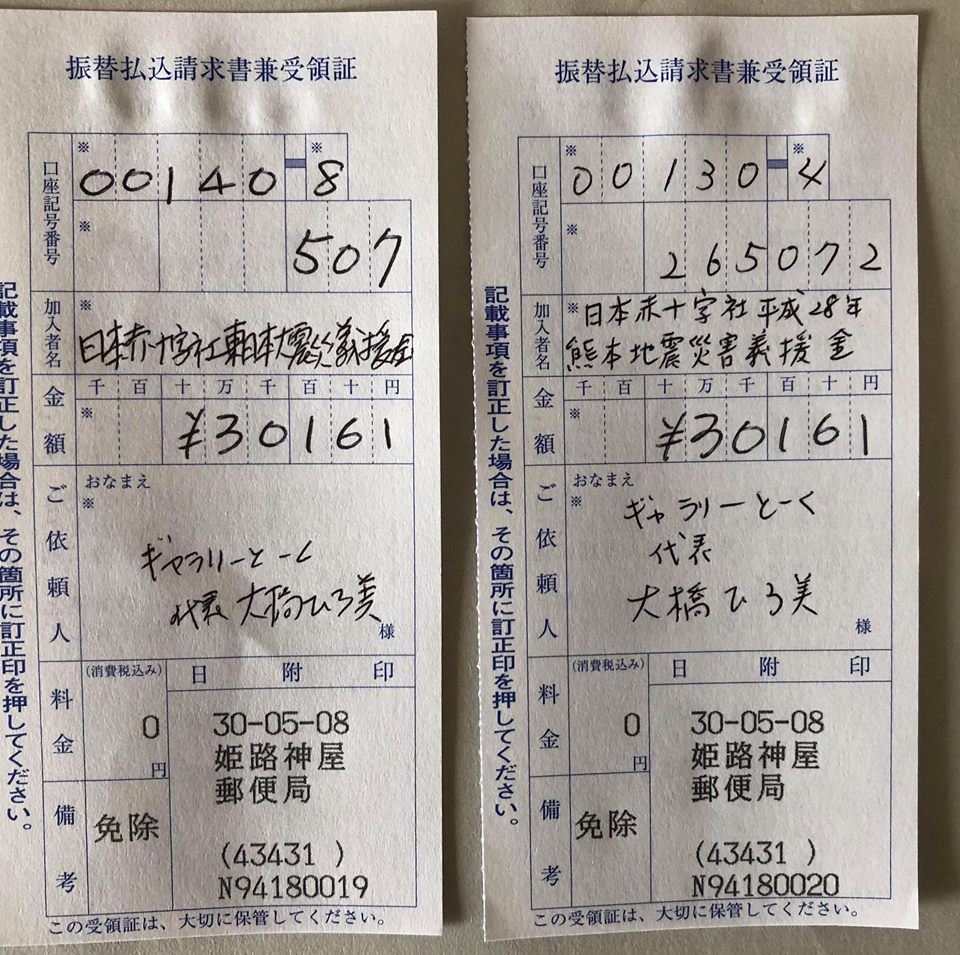 振替払込請求書兼受領証
口座記号番号
※ ※
00140 8
※
507
加入者名
※
日本赤十字社東日本大震災義援金
金額
千 百 十 万 千 百 十 円
※
¥30161
ご依頼人
おなまえ
※
ギャラリーとーく
代表 大橋ひろ美
様
料金
(消費税込み)
0
円
日附印
30-05-08
姫路神屋
郵便局
(43431 )
N94180019
備考
免除
この受領証は、大切に保管してください。
記載事項を訂正した場合は、その箇所に訂正印を押してください。
振替払込請求書兼受領証
口座記号番号
※ ※
00130 4
※
265072
加入者名
※
日本赤十字社平成28年
熊本地震災害義援金
金額
千 百 十 万 千 百 十 円
※
¥30161
ご依頼人
おなまえ
※
ギャラリーとーく
代表
大橋ひろ美
様
料金
(消費税込み)
0
円
日附印
30-05-08
姫路神屋
郵便局
(43431 )
N94180020
備考
免除
この受領証は、大切に保管してください。
記載事項を訂正した場合は、その箇所に訂正印を押してください。